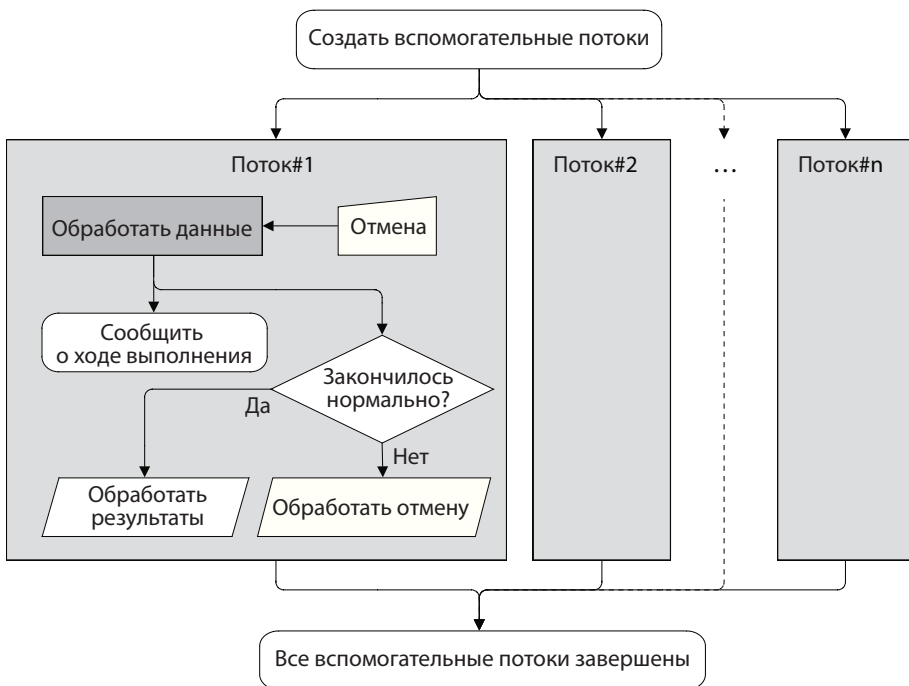 Создать вспомогательные потоки
Поток#1
Поток#2
...
Поток#n
Обработать данные
Отмена
Сообщить
о ходе выполнения
Закончилось
нормально?
Да
Нет
Обработать
результаты
Обработать отмену
Все вспомогательные потоки завершены